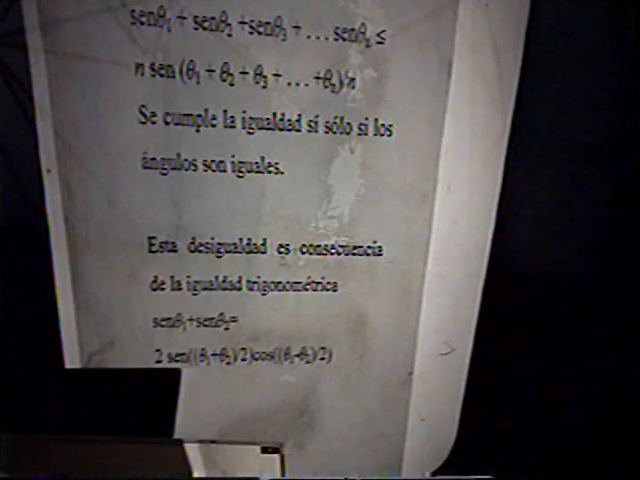 senθ₁ + senθ₂ +senθ₃ + . . . senθₙ ≤
n sen (θ₁ + θ₂ + θ₃ + . . . +θₙ)/n
Se cumple la igualdad sí sólo si los
ángulos son iguales.
Esta desigualdad es consecuencia
de la igualdad trigonométrica
senθ₁+senθ₂=
2 sen((θ₁+θ₂)/2)cos((θ₁-θ₂)/2)